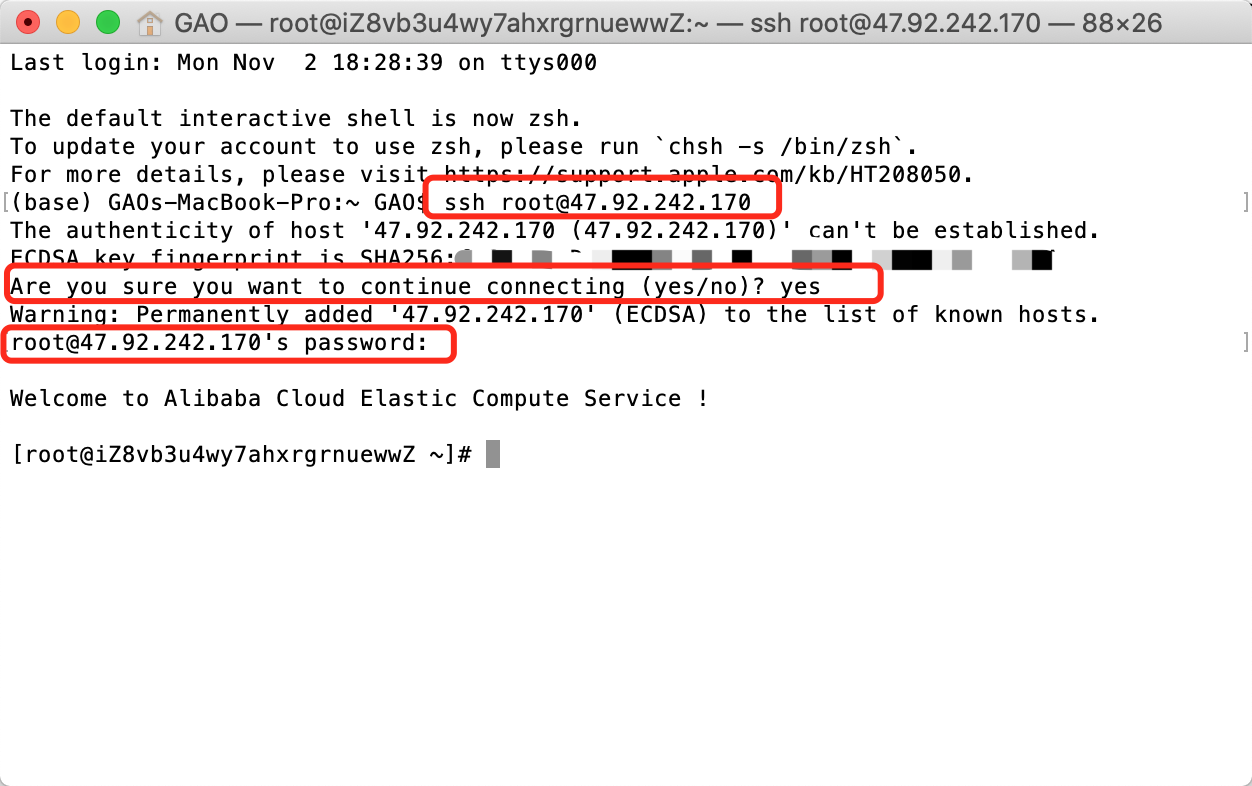 GAO — root@iZ8vb3u4wy7ahxrgrnuewwZ:~ — ssh root@47.92.242.170 — 88×26
Last login: Mon Nov  2 18:28:39 on ttys000
The default interactive shell is now zsh.
To update your account to use zsh, please run `chsh -s /bin/zsh`.
For more details, please visit https://support.apple.com/kb/HT208050.
[(base) GAOs-MacBook-Pro:~ GAO$ ssh root@47.92.242.170 ]
The authenticity of host '47.92.242.170 (47.92.242.170)' can't be established.
ECDSA key fingerprint is SHA256:
Are you sure you want to continue connecting (yes/no)? yes
Warning: Permanently added '47.92.242.170' (ECDSA) to the list of known hosts.
[root@47.92.242.170's password: ]
Welcome to Alibaba Cloud Elastic Compute Service !
[root@iZ8vb3u4wy7ahxrgrnuewwZ ~]#